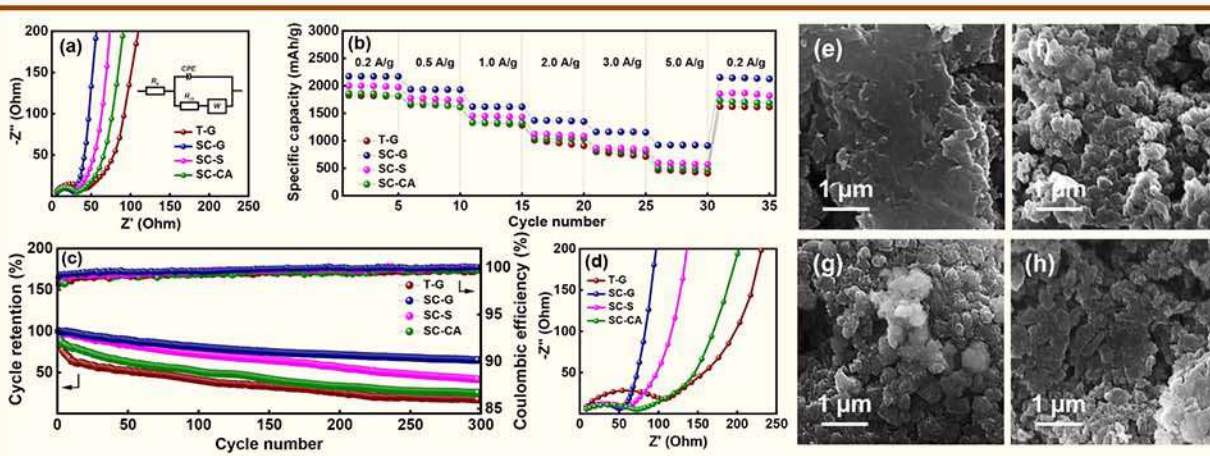 (a)
200
150
100
50
-Z'' (Ohm)
CPE
W
T-G
SC-G
SC-S
SC-CA
0 50 100 150 200 250
Z' (Ohm)
(b)
3000
2500
2000
1500
1000
500
0
Specific capacity (mAh/g)
0.2 A/g 0.5 A/g 1.0 A/g 2.0 A/g 3.0 A/g 5.0 A/g 0.2 A/g
T-G
SC-G
SC-S
SC-CA
5 10 15 20 25 30 35
Cycle number
(c)
200
150
100
50
Cycle retention (%)
100
95
90
85
Coulombic efficiency (%)
T-G
SC-G
SC-S
SC-CA
0 50 100 150 200 250 300
Cycle number
(d)
200
150
100
50
-Z'' (Ohm)
T-G
SC-G
SC-S
SC-CA
0 50 100 150 200 250
Z' (Ohm)
(e)
1 μm
(f)
1 μm
(g)
1 μm
(h)
1 μm